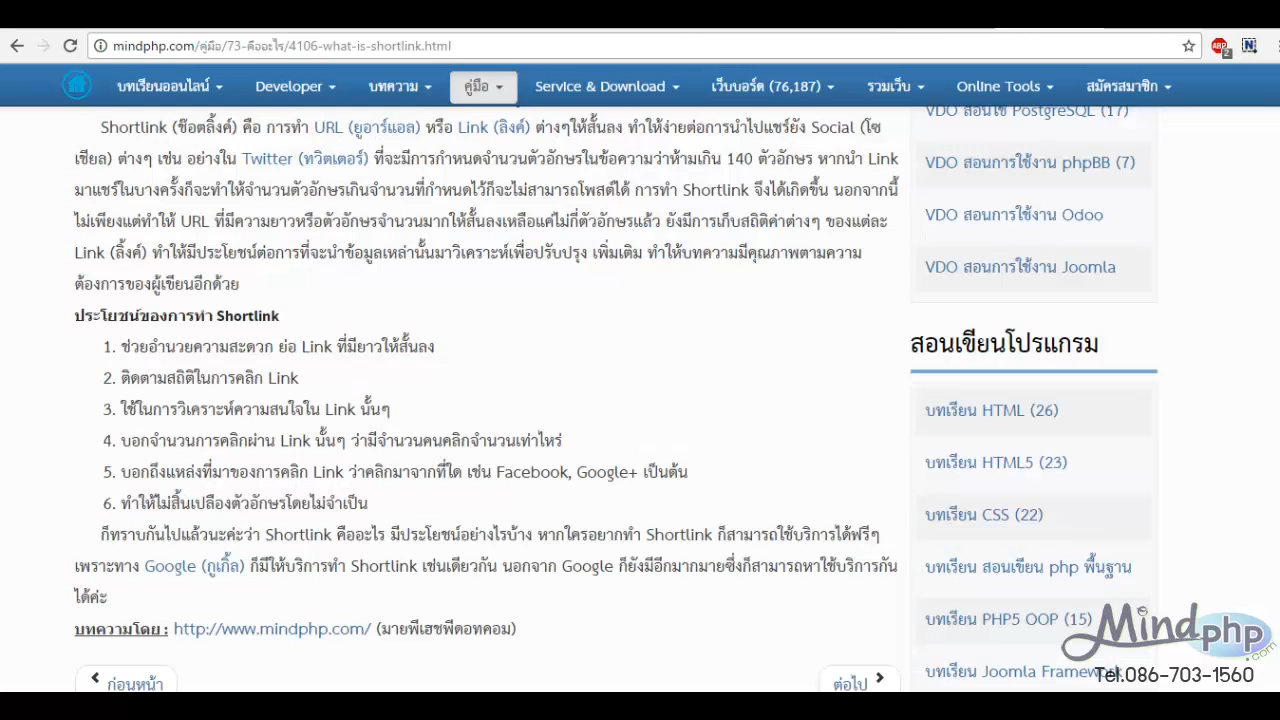 mindphp.com/คู่มือ/73-คืออะไร/4106-what-is-shortlink.html
ABP
2
N
บทเรียนออนไลน์ Developer บทความ คู่มือ Service & Download เว็บบอร์ด (76,187) รวมเว็บ Online Tools สมัครสมาชิก
Shortlink (ช๊อตลิ้งค์) คือ การทำ URL (ยูอาร์แอล) หรือ Link (ลิงค์) ต่างๆให้สั้นลง ทำให้ง่ายต่อการนำไปแชร์ยัง Social (โซ
เชียล) ต่างๆ เช่น อย่างใน Twitter (ทวิตเตอร์) ที่จะมีการกำหนดจำนวนตัวอักษรในข้อความว่าห้ามเกิน 140 ตัวอักษร หากนำ Link
มาแชร์ในบางครั้งก็จะทำให้จำนวนตัวอักษรเกินจำนวนที่กำหนดไว้ก็จะไม่สามารถโพสต์ได้ การทำ Shortlink จึงได้เกิดขึ้น นอกจากนี้
ไม่เพียงแต่ทำให้ URL ที่มีความยาวหรือตัวอักษรจำนวนมากให้สั้นลงเหลือแค่ไม่กี่ตัวอักษรแล้ว ยังมีการเก็บสถิติค่าต่างๆ ของแต่ละ
Link (ลิ้งค์) ทำให้มีประโยชน์ต่อการที่จะนำข้อมูลเหล่านั้นมาวิเคราะห์เพื่อปรับปรุง เพิ่มเติม ทำให้บทความมีคุณภาพตามความ
ต้องการของผู้เขียนอีกด้วย
ประโยชน์ของการทำ Shortlink
1. ช่วยอำนวยความสะดวก ย่อ Link ที่มียาวให้สั้นลง
2. ติดตามสถิติในการคลิก Link
3. ใช้ในการวิเคราะห์ความสนใจใน Link นั้นๆ
4. บอกจำนวนการคลิกผ่าน Link นั้นๆ ว่ามีจำนวนคนคลิกจำนวนเท่าไหร่
5. บอกถึงแหล่งที่มาของการคลิก Link ว่าคลิกมาจากที่ใด เช่น Facebook, Google+ เป็นต้น
6. ทำให้ไม่สิ้นเปลืองตัวอักษรโดยไม่จำเป็น
ก็ทราบกันไปแล้วนะค่ะว่า Shortlink คืออะไร มีประโยชน์อย่างไรบ้าง หากใครอยากทำ Shortlink ก็สามารถใช้บริการได้ฟรีๆ
เพราะทาง Google (กูเกิ้ล) ก็มีให้บริการทำ Shortlink เช่นเดียวกัน นอกจาก Google ก็ยังมีอีกมากมายซึ่งก็สามารถหาใช้บริการกัน
ได้ค่ะ
บทความโดย : http://www.mindphp.com/ (มายพีเฮชพีดอทคอม)
ก่อนหน้า
ต่อไป
VDO สอนใช้ PostgreSQL (17)
VDO สอนการใช้งาน phpBB (7)
VDO สอนการใช้งาน Odoo
VDO สอนการใช้งาน Joomla
สอนเขียนโปรแกรม
บทเรียน HTML (26)
บทเรียน HTML5 (23)
บทเรียน CSS (22)
บทเรียน สอนเขียน php พื้นฐาน
บทเรียน PHP5 OOP (15)
บทเรียน Joomla Framework
Mindphp.com
Tel.086-703-1560